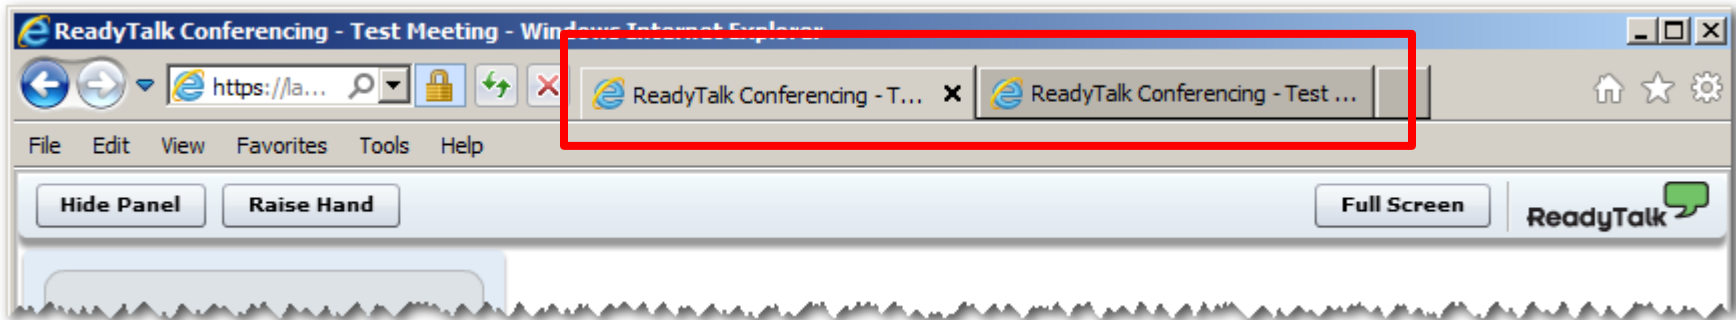 ReadyTalk Conferencing - Test Meeting - Windows Internet Explorer
https://la... ReadyTalk Conferencing - T... ReadyTalk Conferencing - Test ...
File Edit View Favorites Tools Help
Hide Panel Raise Hand Full Screen ReadyTalk